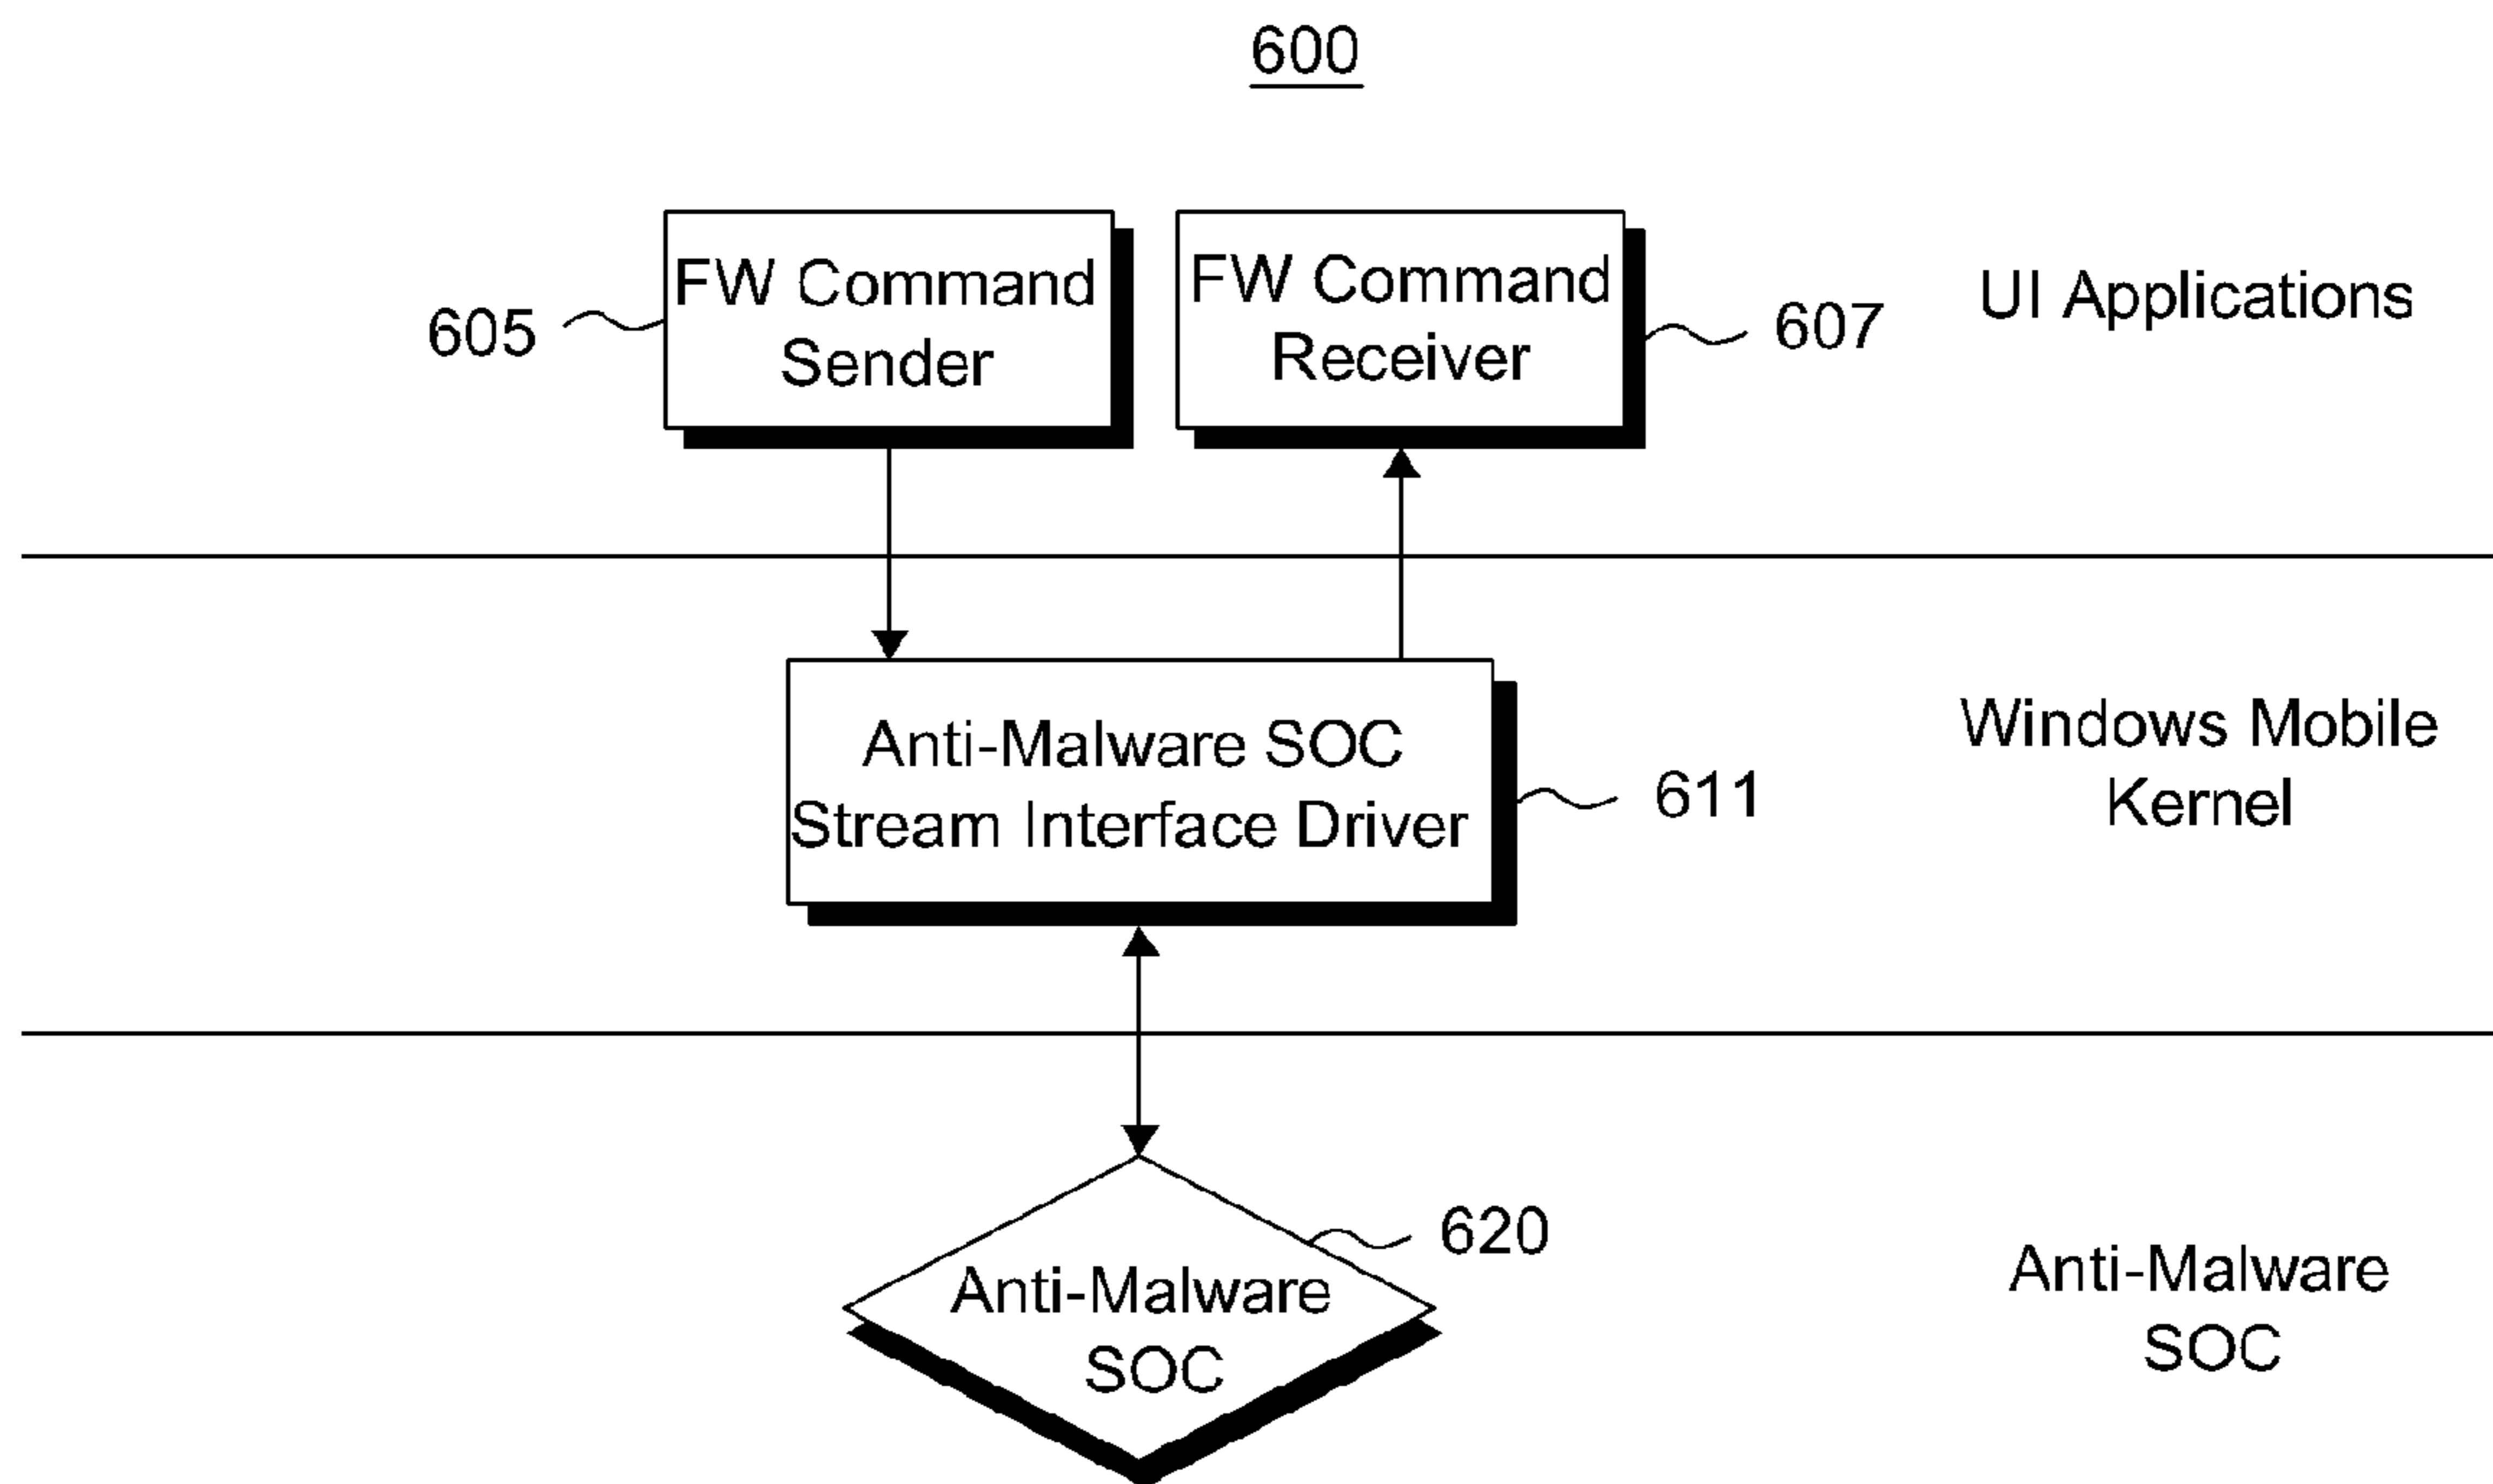 600
FW Command
Sender
FW Command
Receiver
605
607
UI Applications
Anti-Malware SOC
Stream Interface Driver
611
Windows Mobile
Kernel
620
Anti-Malware
SOC
Anti-Malware
SOC